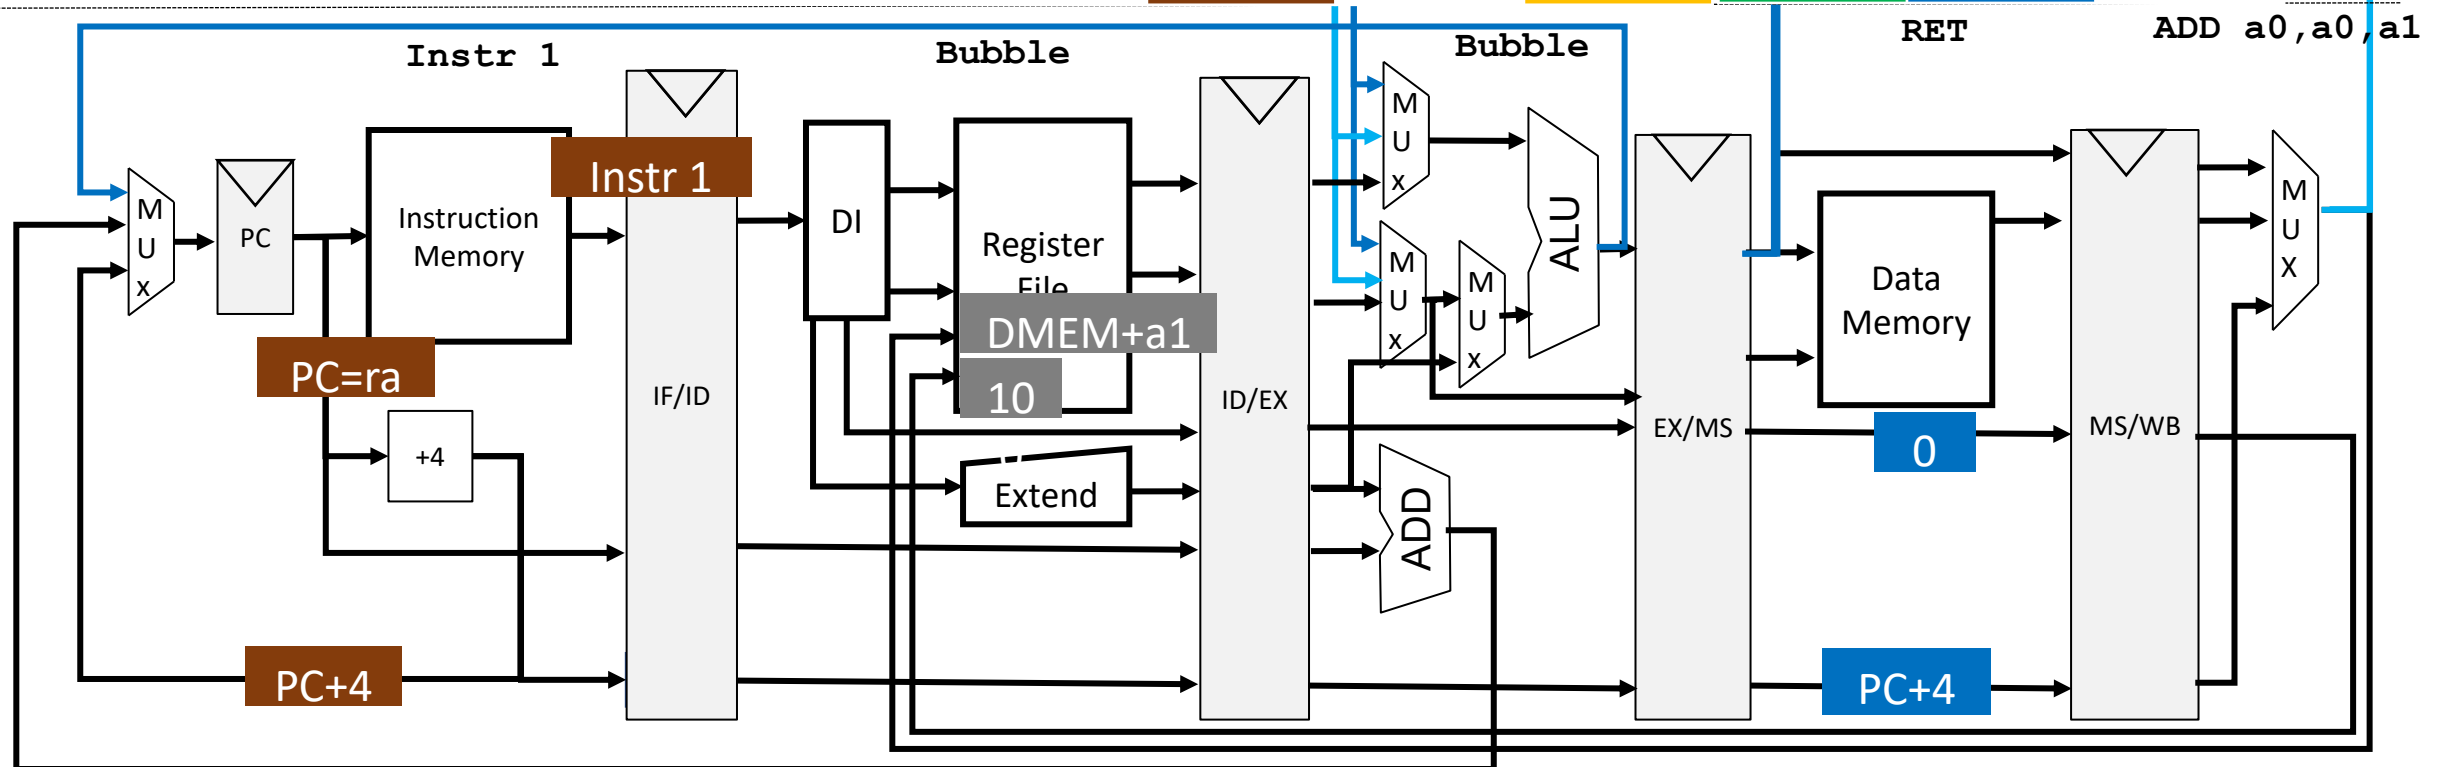 Instr 1
Bubble
Bubble
RET
ADD a0,a0,a1
M
U
x
PC
Instruction
Memory
Instr 1
PC=ra
+4
PC+4
IF/ID
DI
Register
File
DMEM+a1
10
Extend
ID/EX
M
U
x
M
U
x
M
U
x
ALU
ADD
EX/MS
Data
Memory
0
PC+4
MS/WB
M
U
X